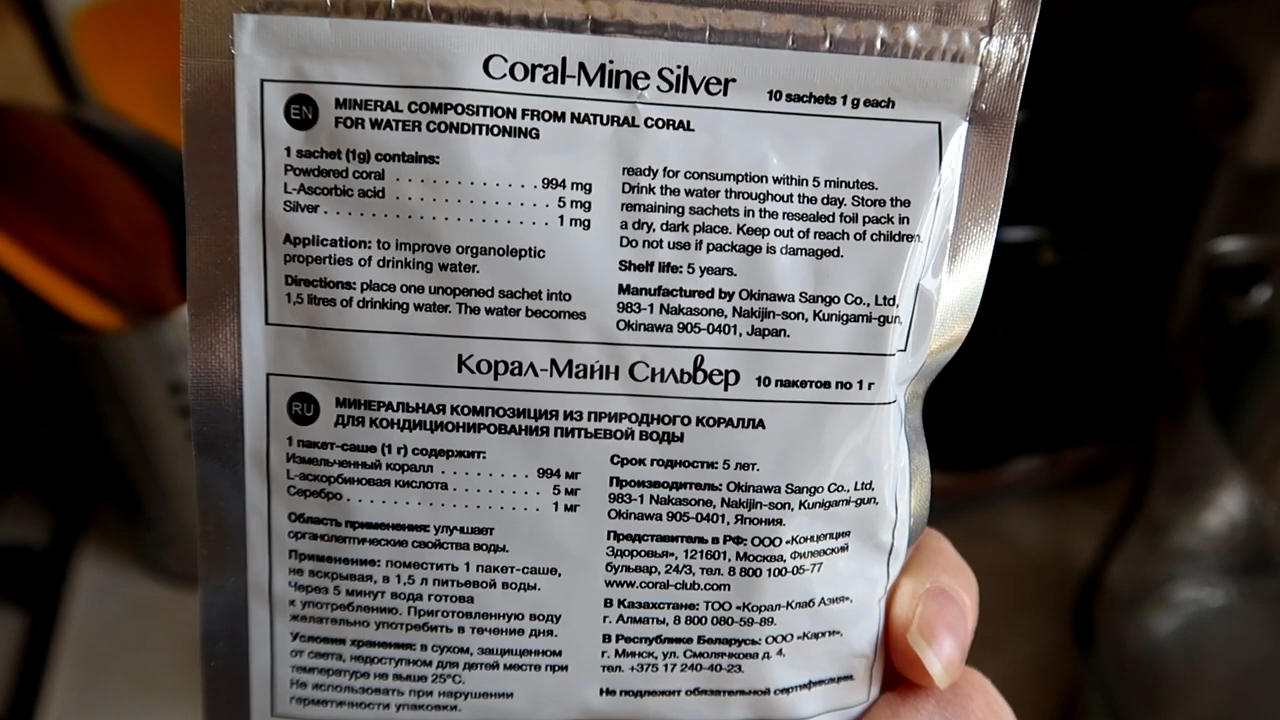 Coral-Mine Silver 10 sachets 1 g each
EN
MINERAL COMPOSITION FROM NATURAL CORAL
FOR WATER CONDITIONING
1 sachet (1g) contains:
Powdered coral . . . . . . . . . . . . . 994 mg
L-Ascorbic acid . . . . . . . . . . . . . . 5 mg
Silver . . . . . . . . . . . . . . . . . . . . 1 mg
Application: to improve organoleptic
properties of drinking water.
Directions: place one unopened sachet into
1,5 litres of drinking water. The water becomes
ready for consumption within 5 minutes.
Drink the water throughout the day. Store the
remaining sachets in the resealed foil pack in
a dry, dark place. Keep out of reach of children.
Do not use if package is damaged.
Shelf life: 5 years.
Manufactured by Okinawa Sango Co., Ltd,
983-1 Nakasone, Nakijin-son, Kunigami-gun,
Okinawa 905-0401, Japan.
Корал-Майн Сильвер 10 пакетов по 1 г
RU
МИНЕРАЛЬНАЯ КОМПОЗИЦИЯ ИЗ ПРИРОДНОГО КОРАЛЛА
ДЛЯ КОНДИЦИОНИРОВАНИЯ ПИТЬЕВОЙ ВОДЫ
1 пакет-саше (1 г) содержит:
Измельченный коралл . . . . . . . . 994 мг
L-аскорбиновая кислота . . . . . . . . 5 мг
Серебро . . . . . . . . . . . . . . . . . . 1 мг
Область применения: улучшает
органолептические свойства воды.
Применение: поместить 1 пакет-саше,
не вскрывая, в 1,5 л питьевой воды.
Через 5 минут вода готова
к употреблению. Приготовленную воду
желательно употребить в течение дня.
Условия хранения: в сухом, защищенном
от света, недоступном для детей месте при
температуре не выше 25°С.
Не использовать при нарушении
герметичности упаковки.
Срок годности: 5 лет.
Производитель: Okinawa Sango Co., Ltd,
983-1 Nakasone, Nakijin-son, Kunigami-gun,
Okinawa 905-0401, Япония.
Представитель в РФ: ООО «Концепция
Здоровья», 121601, Москва, Филевский
бульвар, 24/3, тел. 8 800 100-05-77
www.coral-club.com
В Казахстане: ТОО «Корал-Клаб Азия»,
г. Алматы, 8 800 080-59-89.
В Республике Беларусь: ООО «Карги»,
г. Минск, ул. Смолячкова д. 4,
тел. +375 17 240-40-23.
Не подлежит обязательной сертификации.